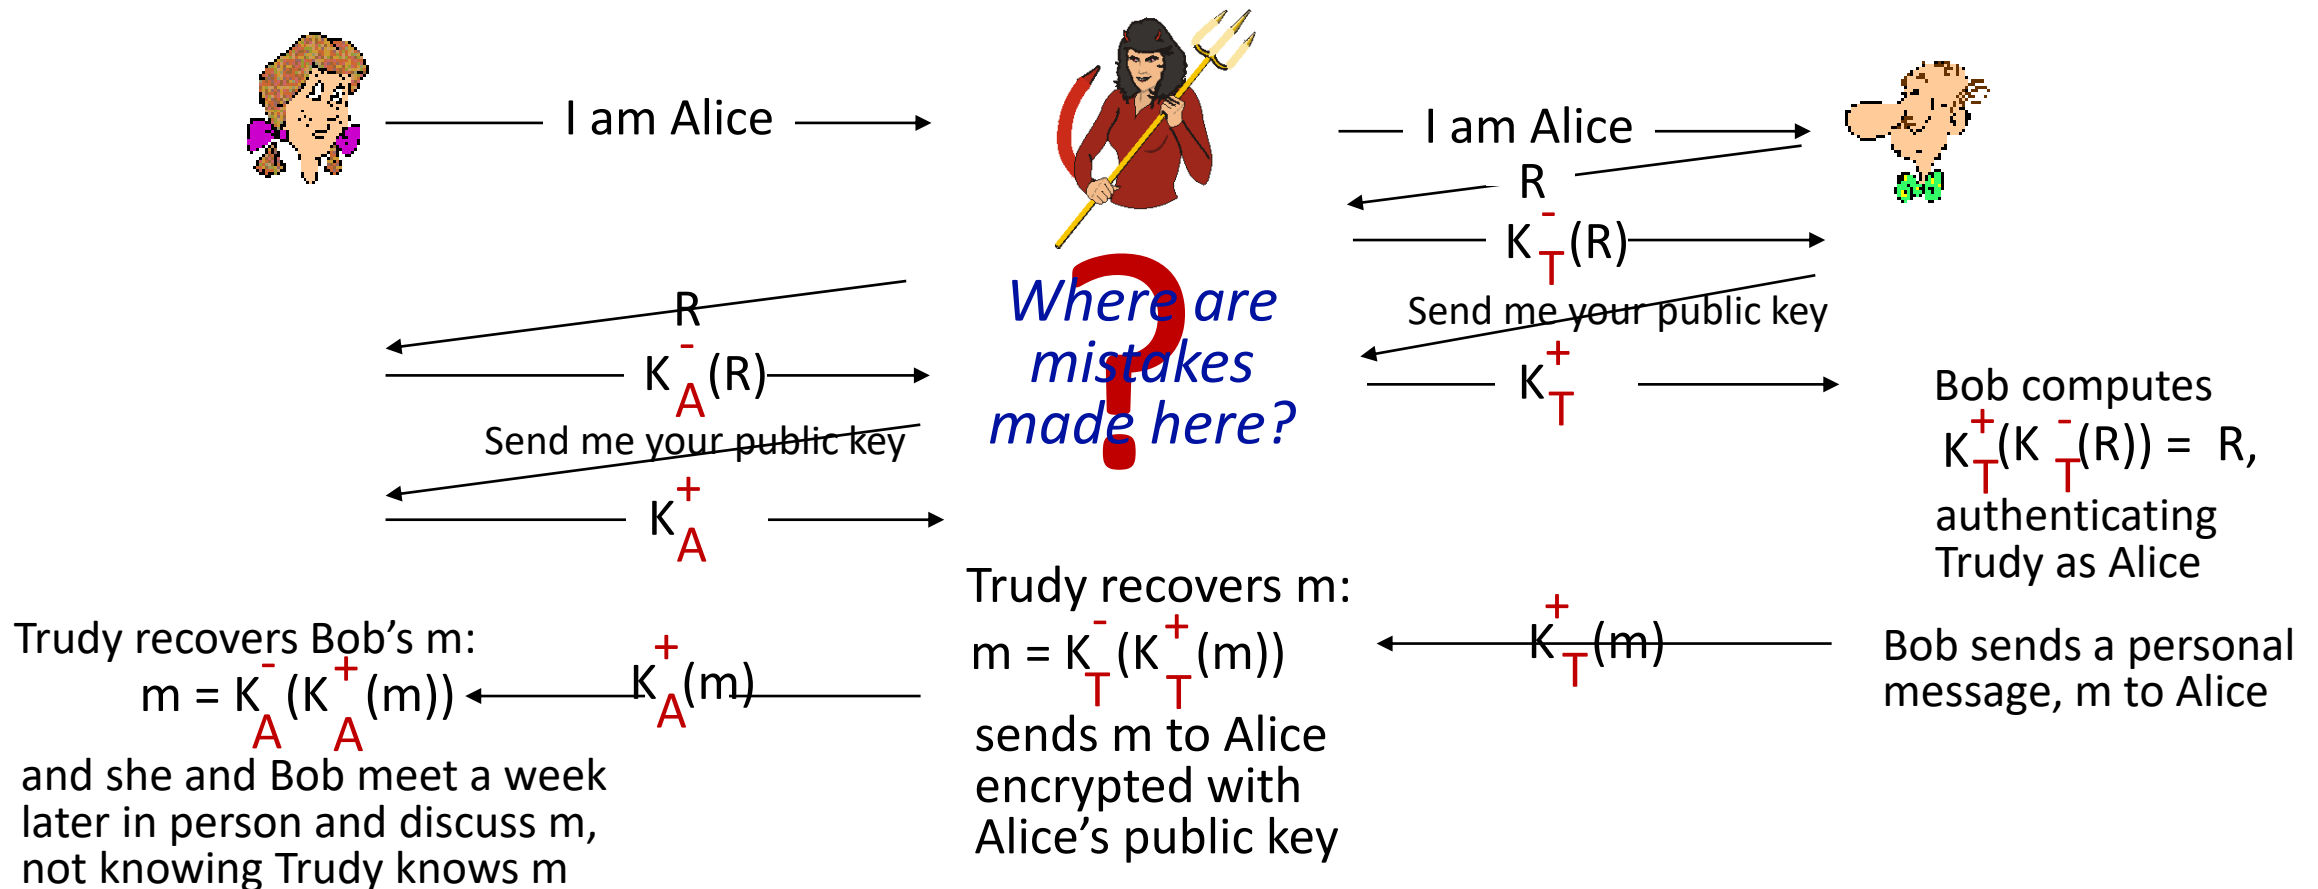 I am Alice
I am Alice
R
K⁻T(R)
R
Send me your public key
K⁻A(R)
K⁺T
Where are
mistakes
made here?
?
Send me your public key
K⁺A
Bob computes
K⁺T(K⁻T(R)) = R,
authenticating
Trudy as Alice
Trudy recovers m:
m = K⁻T(K⁺T(m))
sends m to Alice
encrypted with
Alice’s public key
K⁺T(m)
Bob sends a personal
message, m to Alice
K⁺A(m)
Trudy recovers Bob’s m:
m = K⁻A(K⁺A(m))
and she and Bob meet a week
later in person and discuss m,
not knowing Trudy knows m